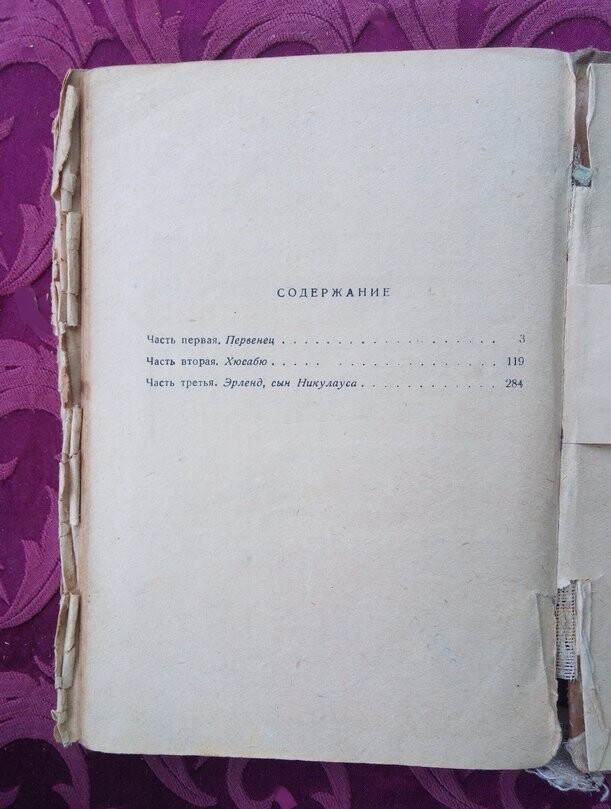 СОДЕРЖАНИЕ
Часть первая. Первенец . . . . . . . . . . . . . . . . . . . . 3
Часть вторая. Хюсабю . . . . . . . . . . . . . . . . . . . . 119
Часть третья. Эрленд, сын Никулауса . . . . . . . . . . . . . 284